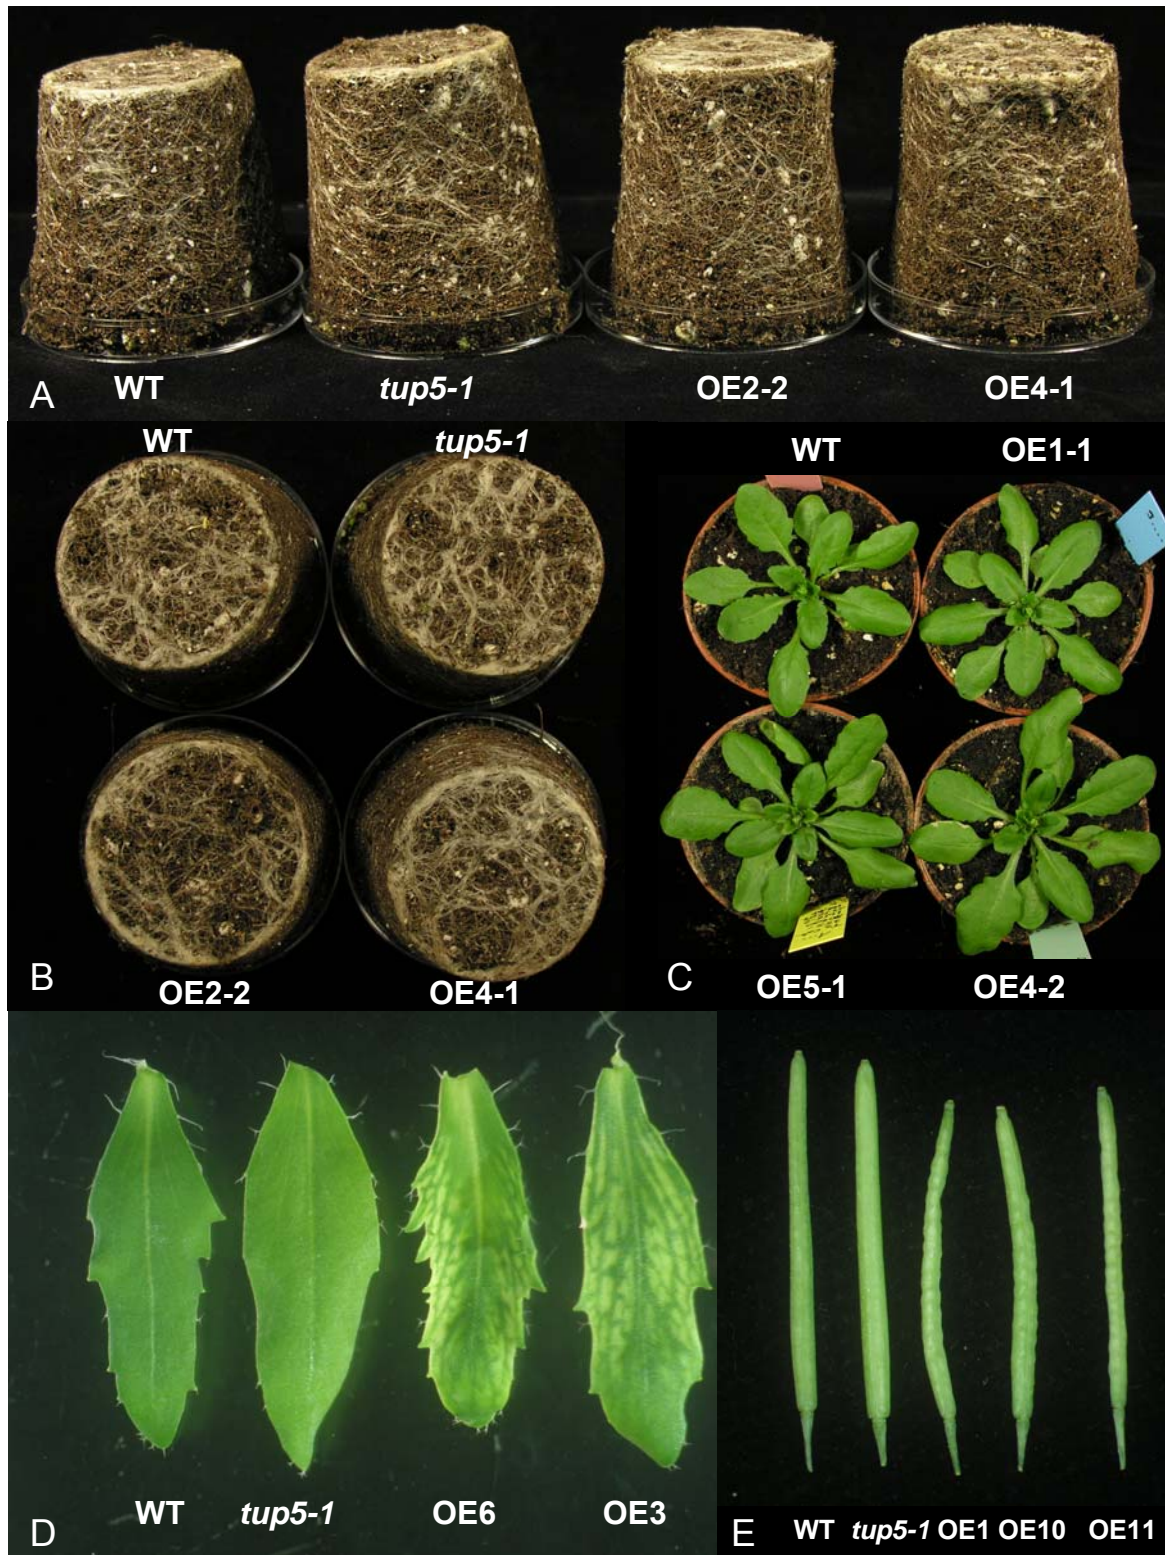 WT tup5-1 OE2-2 OE4-1
A
WT tup5-1
OE2-2 OE4-1
B
WT OE1-1
OE5-1 OE4-2
C
WT tup5-1 OE6 OE3
D
WT tup5-1 OE1 OE10 OE11
E